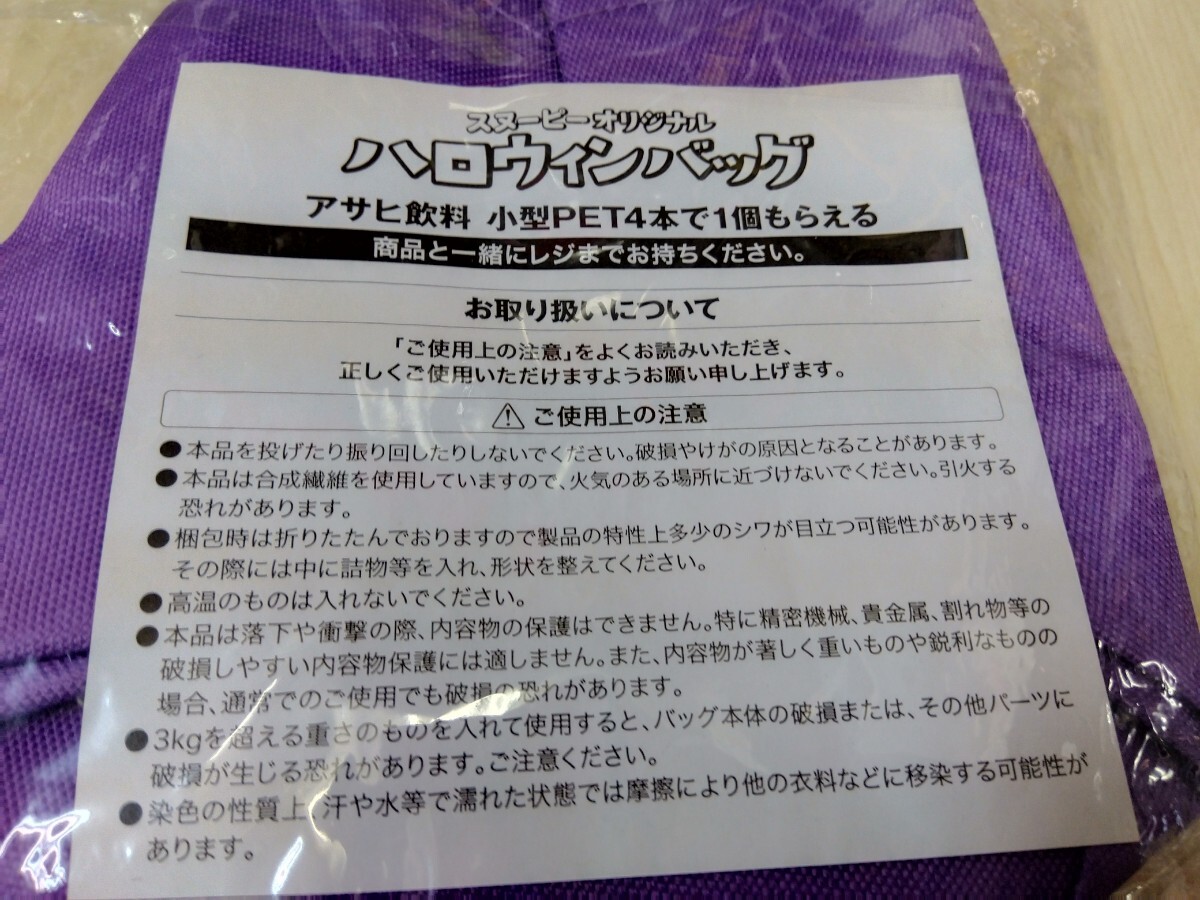 スヌーピーオリジナル
ハロウィンバッグ
アサヒ飲料 小型PET4本で1個もらえる
商品と一緒にレジまでお持ちください。
お取り扱いについて
「ご使用上の注意」をよくお読みいただき、
正しくご使用いただけますようお願い申し上げます。
⚠ ご使用上の注意
●本品を投げたり振り回したりしないでください。破損やけがの原因となることがあります。
●本品は合成繊維を使用していますので、火気のある場所に近づけないでください。引火する
恐れがあります。
●梱包時は折りたたんでおりますので製品の特性上多少のシワが目立つ可能性があります。
その際には中に詰物等を入れ、形状を整えてください。
●高温のものは入れないでください。
●本品は落下や衝撃の際、内容物の保護はできません。特に精密機械、貴金属、割れ物等の
破損しやすい内容物保護には適しません。また、内容物が著しく重いものや鋭利なものの
場合、通常でのご使用でも破損の恐れがあります。
●3kgを超える重さのものを入れて使用すると、バッグ本体の破損または、その他パーツに
破損が生じる恐れがあります。ご注意ください。
●染色の性質上、汗や水等で濡れた状態では摩擦により他の衣料などに移染する可能性が
あります。